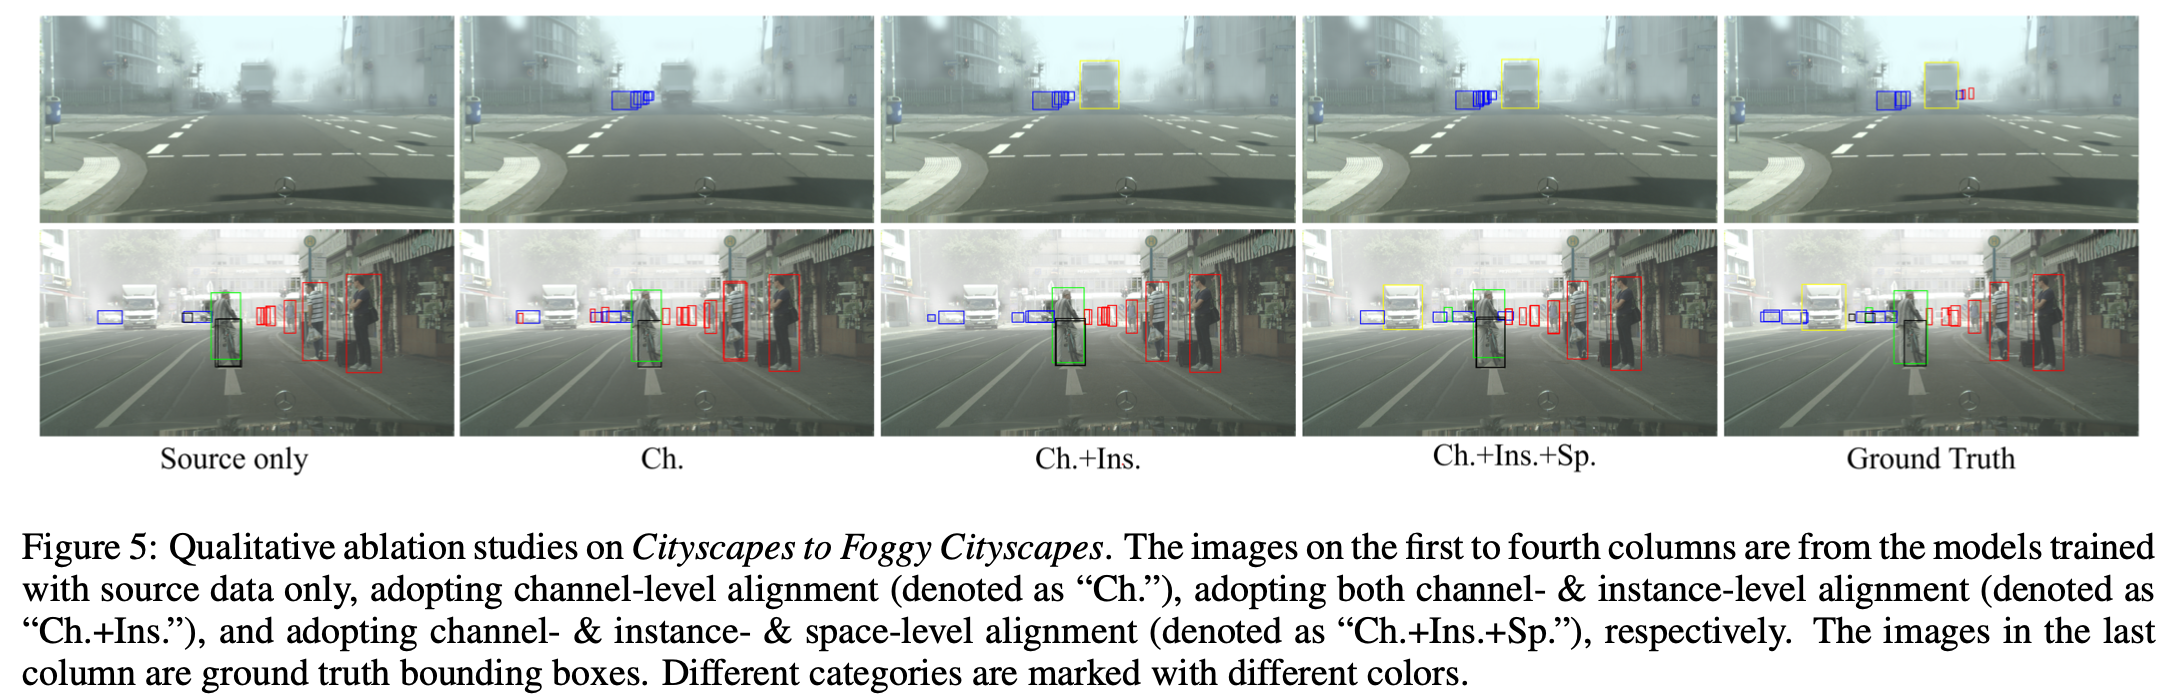 Source only
Ch.
Ch.+Ins.
Ch.+Ins.+Sp.
Ground Truth
Figure 5: Qualitative ablation studies on Cityscapes to Foggy Cityscapes. The images on the first to fourth columns are from the models trained
with source data only, adopting channel-level alignment (denoted as “Ch.”), adopting both channel- & instance-level alignment (denoted as
“Ch.+Ins.”), and adopting channel- & instance- & space-level alignment (denoted as “Ch.+Ins.+Sp.”), respectively. The images in the last
column are ground truth bounding boxes. Different categories are marked with different colors.